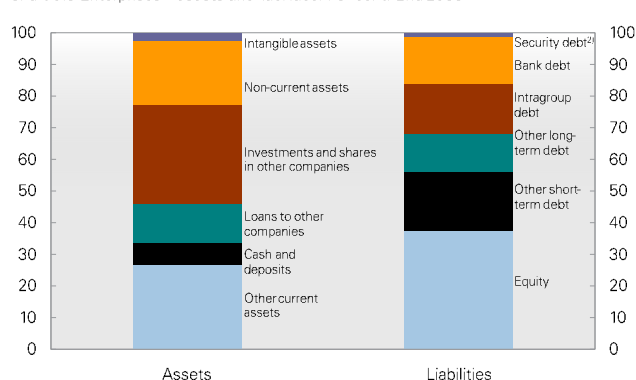 100
90
80
70
60
50
40
30
20
10
0
Intangible assets
Non-current assets
Investments and shares
in other companies
Loans to other
companies
Cash and
deposits
Other current
assets
Security debt2)
Bank debt
Intragroup
debt
Other long-
term debt
Other short-
term debt
Equity
100
90
80
70
60
50
40
30
20
10
0
Assets
Liabilities